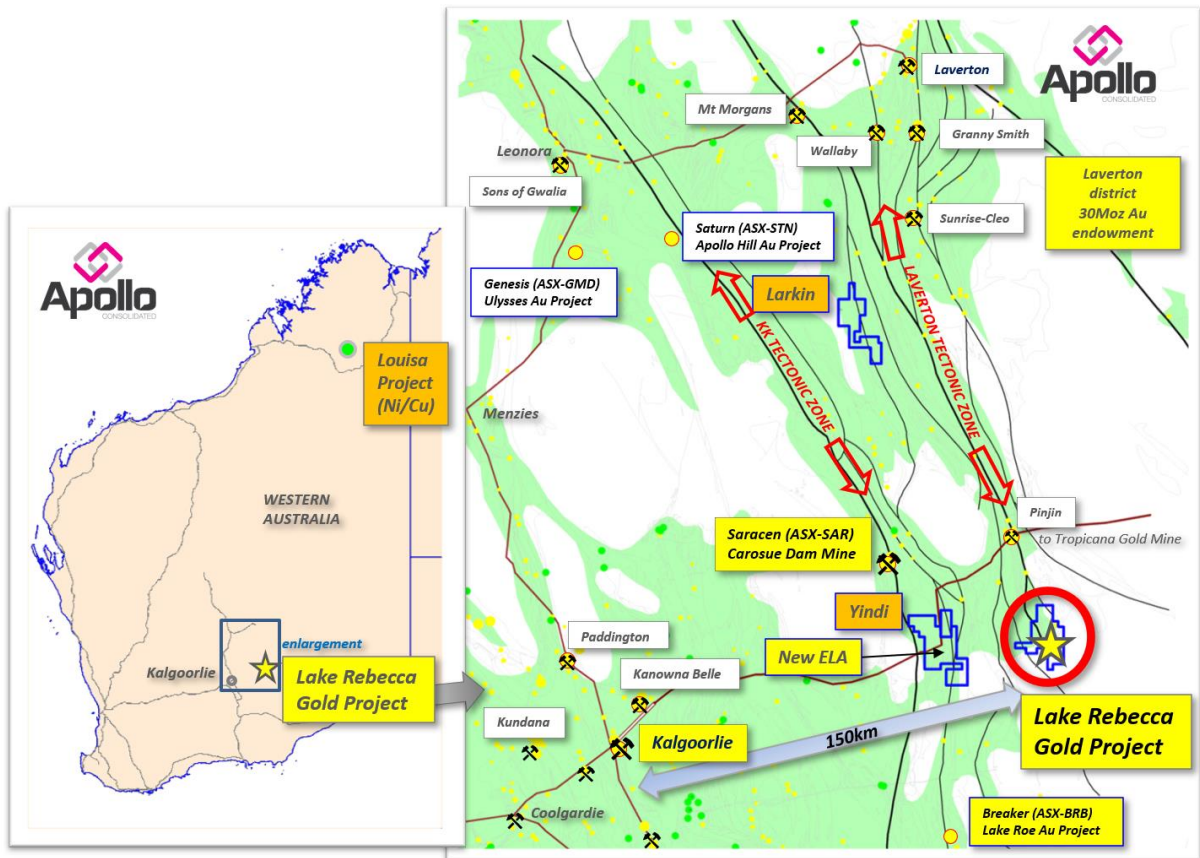 Apollo
CONSOLIDATED
Louisa
Project
(Ni/Cu)
WESTERN
AUSTRALIA
enlargement
Kalgoorlie
Lake Rebecca
Gold Project
Apollo
CONSOLIDATED
Laverton
Mt Morgans
Wallaby
Granny Smith
Leonora
Sons of Gwalia
Laverton
district
30Moz Au
endowment
Sunrise-Cleo
Saturn (ASX-STN)
Apollo Hill Au Project
Genesis (ASX-GMD)
Ulysses Au Project
Larkin
LAVERTON TECTONIC ZONE
KK TECTONIC ZONE
Menzies
Pinjin
to Tropicana Gold Mine
Saracen (ASX-SAR)
Carosue Dam Mine
Yindi
New ELA
Paddington
Kanowna Belle
Kundana
Kalgoorlie
150km
Lake Rebecca
Gold Project
Coolgardie
Breaker (ASX-BRB)
Lake Roe Au Project